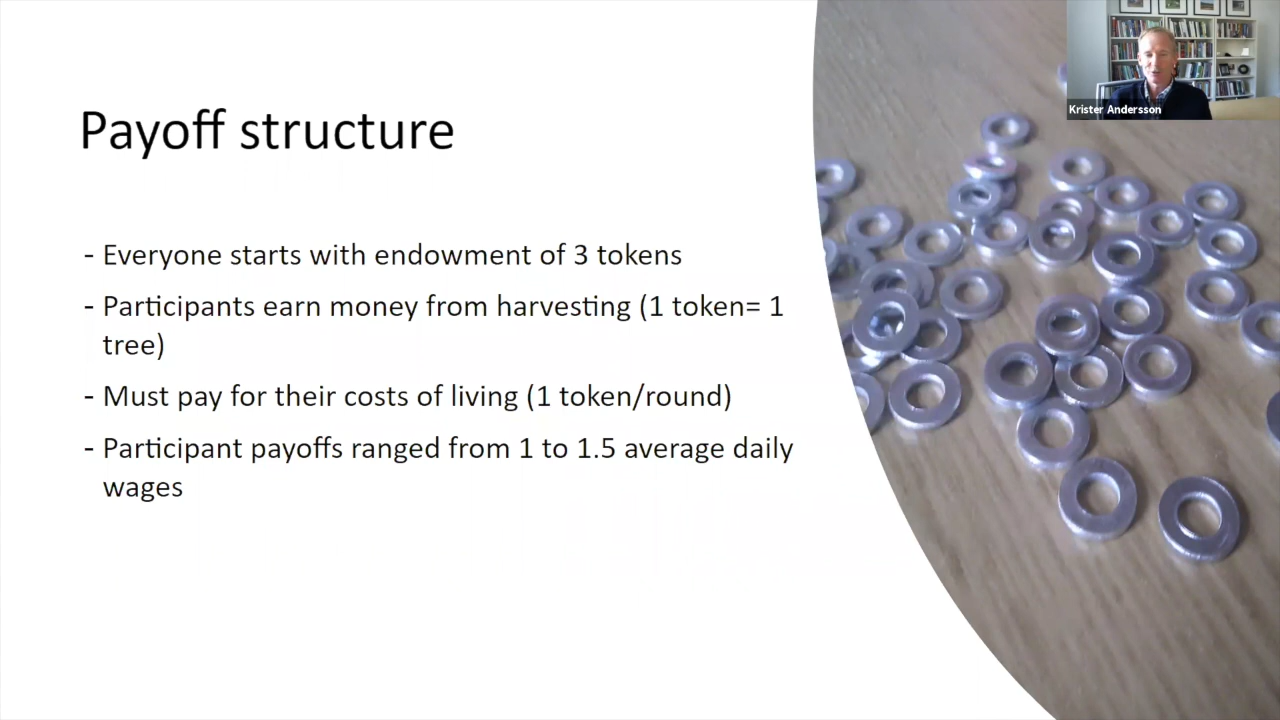 Krister Andersson
Payoff structure
- Everyone starts with endowment of 3 tokens
- Participants earn money from harvesting (1 token= 1
tree)
- Must pay for their costs of living (1 token/round)
- Participant payoffs ranged from 1 to 1.5 average daily
wages